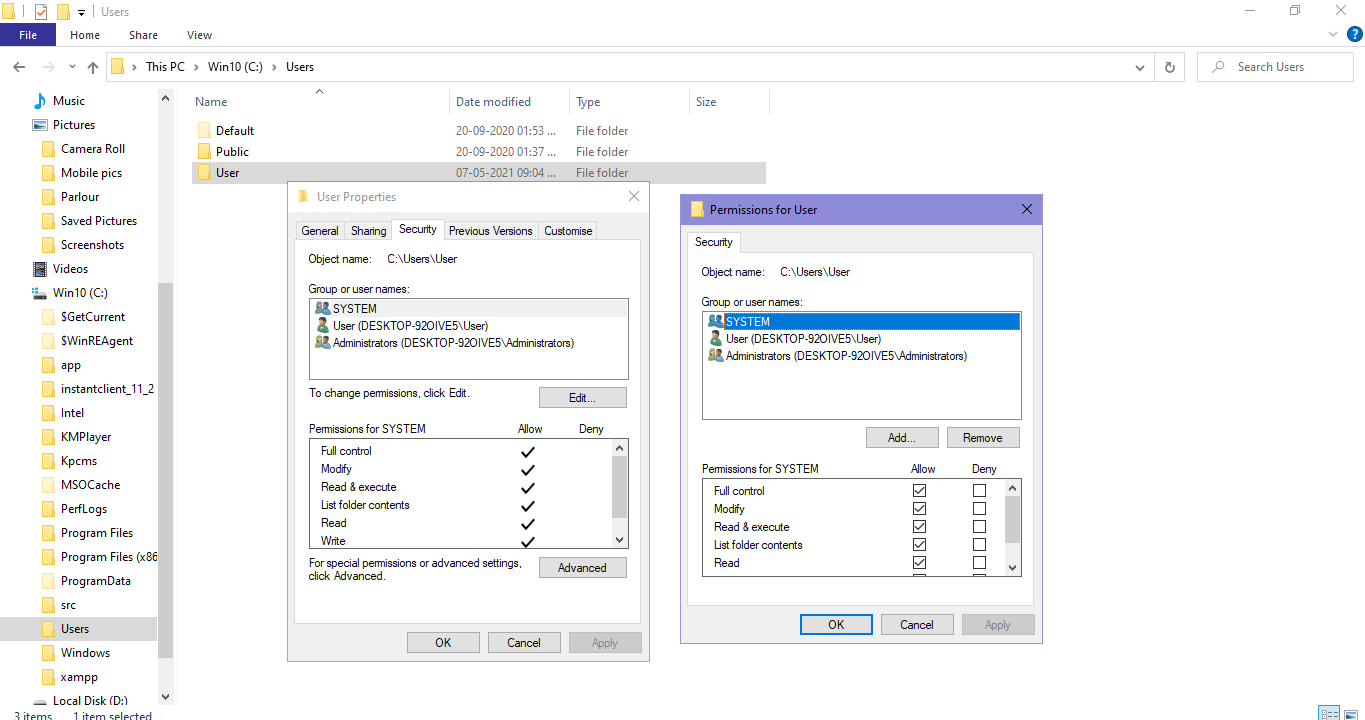 Users
File Home Share View
This PC Win10 (C:) Users
Search Users
Music
Pictures
Camera Roll
Mobile pics
Parlour
Saved Pictures
Screenshots
Videos
Win10 (C:)
$GetCurrent
$WinREAgent
app
instantclient_11_2
Intel
KMPlayer
Kpcms
MSOCache
PerfLogs
Program Files
Program Files (x86
ProgramData
src
Users
Windows
xampp
Local Disk (D:)
Name Date modified Type Size
Default 20-09-2020 01:53 ... File folder
Public 20-09-2020 01:37 ... File folder
User 07-05-2021 09:04 ... File folder
User Properties
General Sharing Security Previous Versions Customise
Object name: C:\Users\User
Group or user names:
SYSTEM
User (DESKTOP-92OIVE5\User)
Administrators (DESKTOP-92OIVE5\Administrators)
To change permissions, click Edit.
Edit...
Permissions for SYSTEM Allow Deny
Full control
Modify
Read & execute
List folder contents
Read
Write
For special permissions or advanced settings,
click Advanced.
Advanced
OK Cancel Apply
Permissions for User
Security
Object name: C:\Users\User
Group or user names:
SYSTEM
User (DESKTOP-92OIVE5\User)
Administrators (DESKTOP-92OIVE5\Administrators)
Add... Remove
Permissions for SYSTEM Allow Deny
Full control
Modify
Read & execute
List folder contents
Read
OK Cancel Apply
3 items 1 item selected